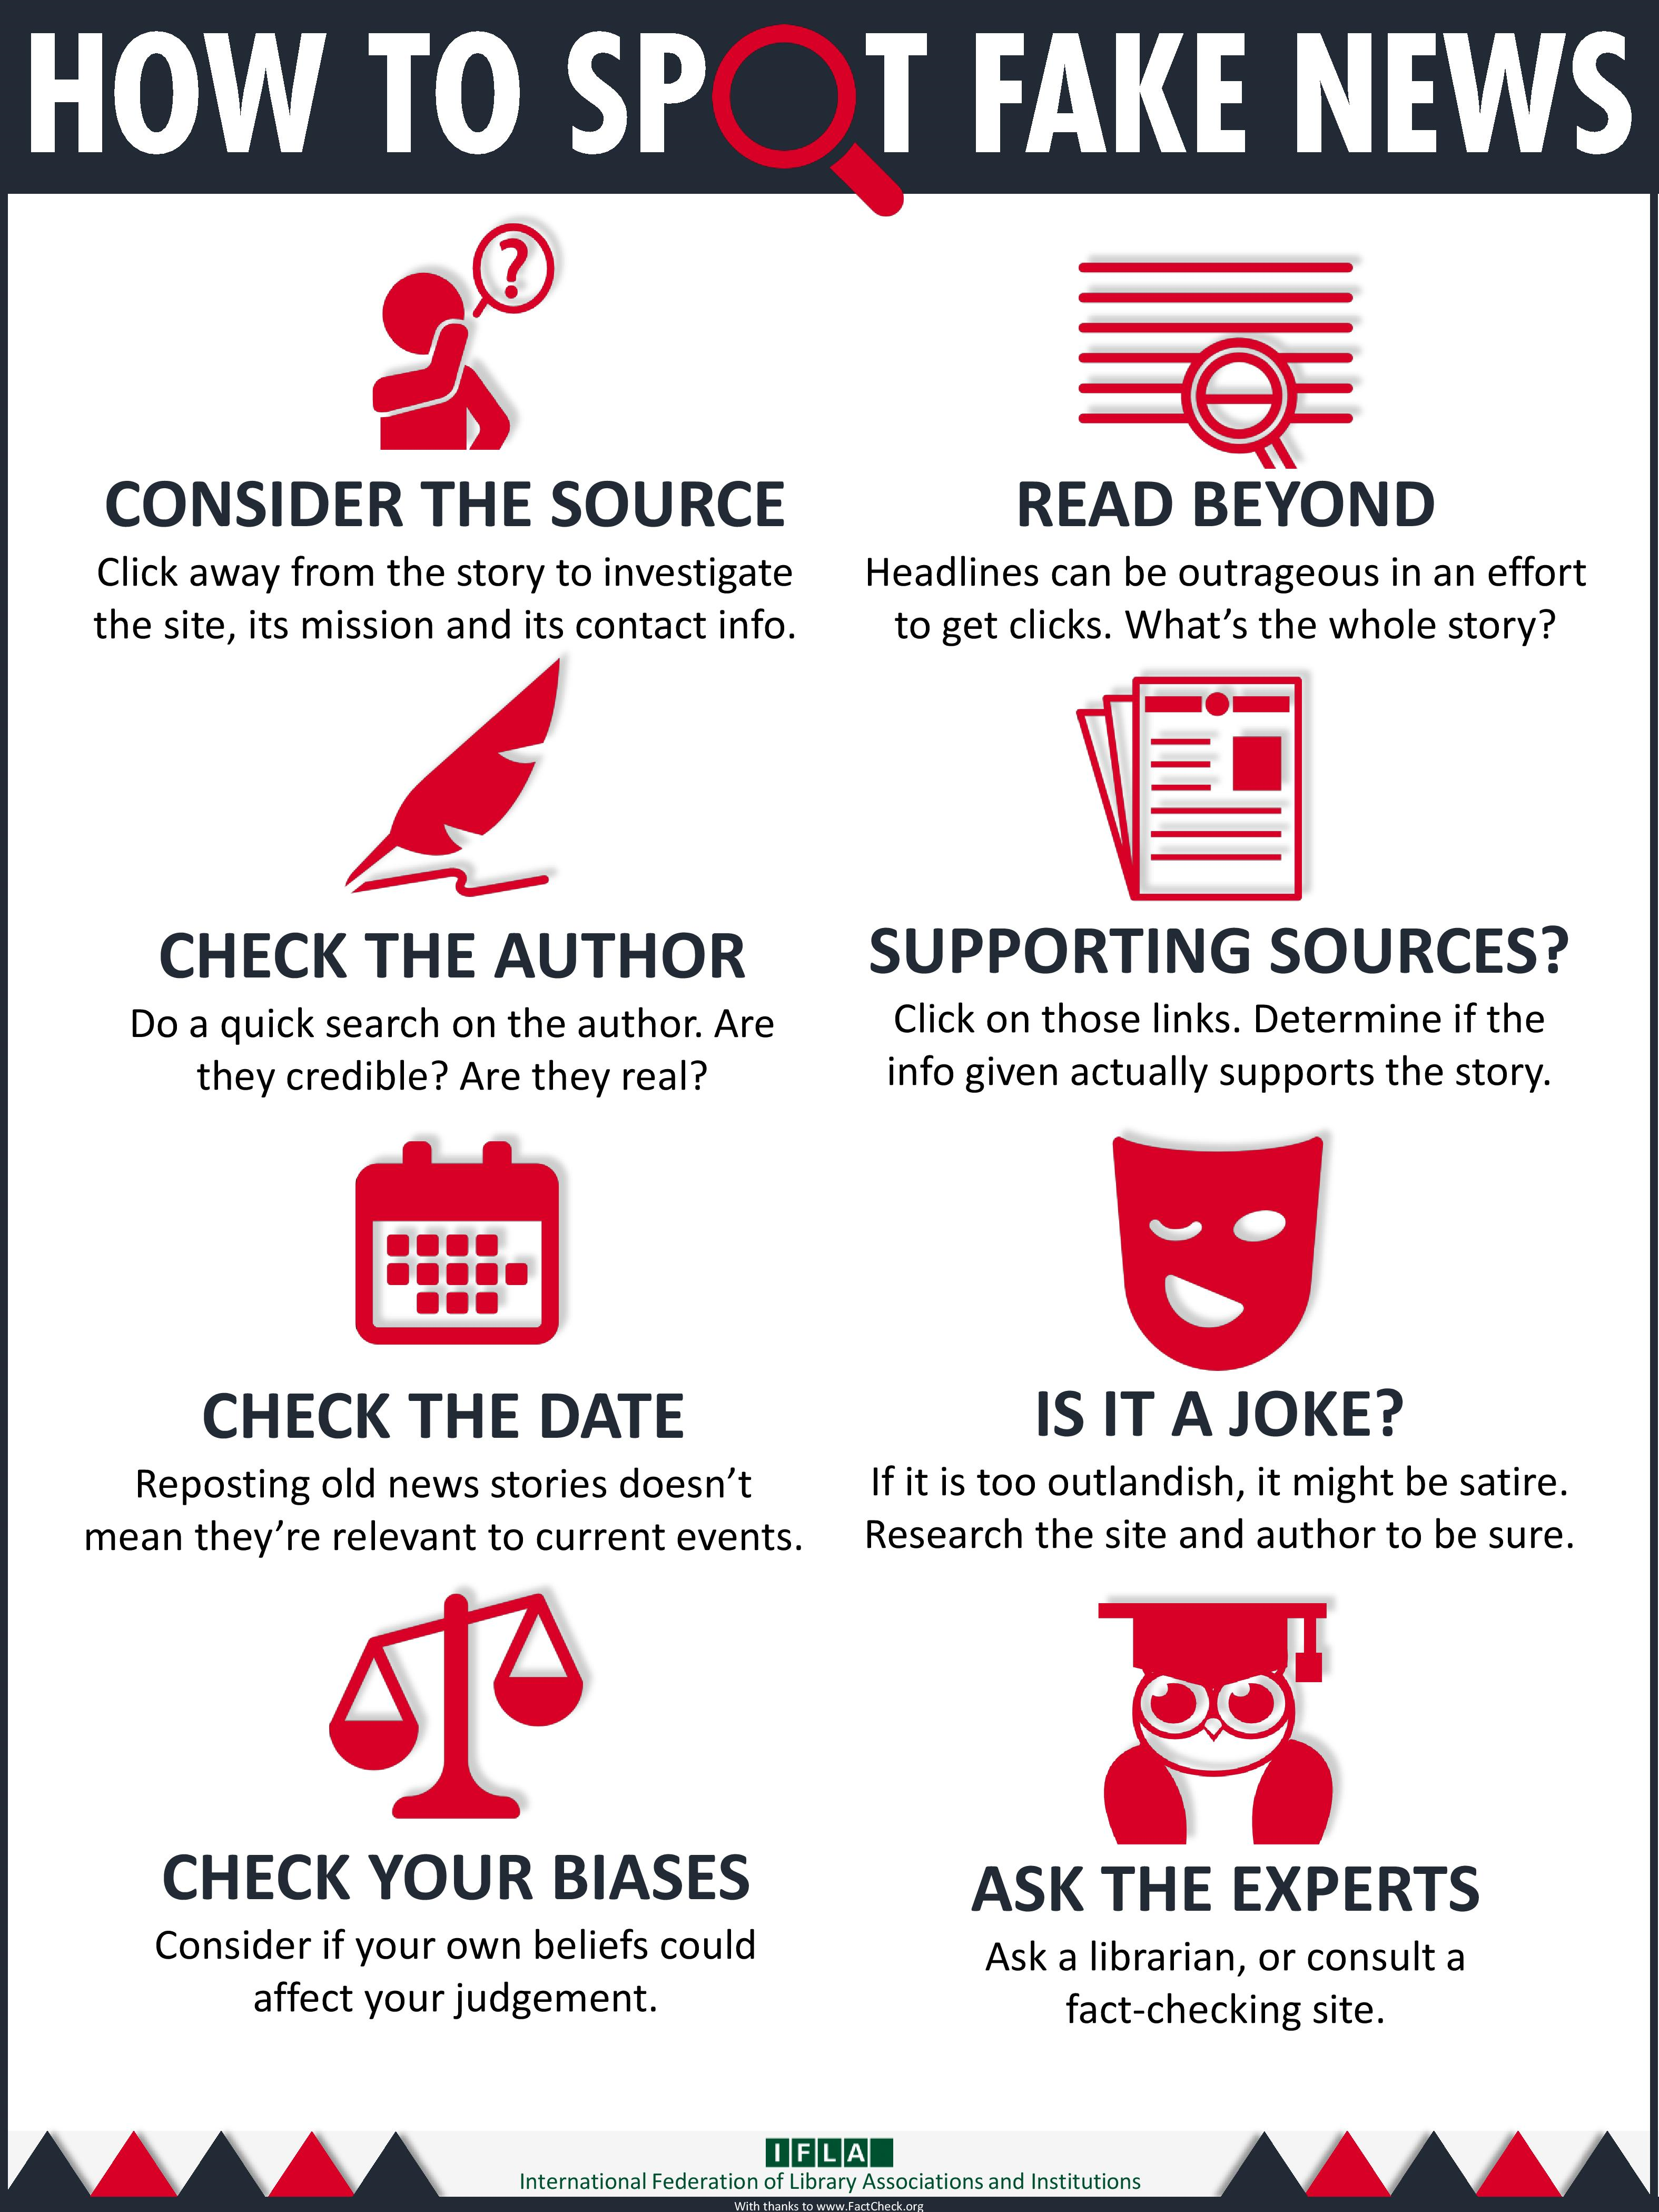 HOW TO SPOT FAKE NEWS
?
CONSIDER THE SOURCE
Click away from the story to investigate
the site, its mission and its contact info.
READ BEYOND
Headlines can be outrageous in an effort
to get clicks. What’s the whole story?
CHECK THE AUTHOR
Do a quick search on the author. Are
they credible? Are they real?
SUPPORTING SOURCES?
Click on those links. Determine if the
info given actually supports the story.
CHECK THE DATE
Reposting old news stories doesn’t
mean they’re relevant to current events.
IS IT A JOKE?
If it is too outlandish, it might be satire.
Research the site and author to be sure.
CHECK YOUR BIASES
Consider if your own beliefs could
affect your judgement.
ASK THE EXPERTS
Ask a librarian, or consult a
fact-checking site.
IFLA
International Federation of Library Associations and Institutions
With thanks to www.FactCheck.org